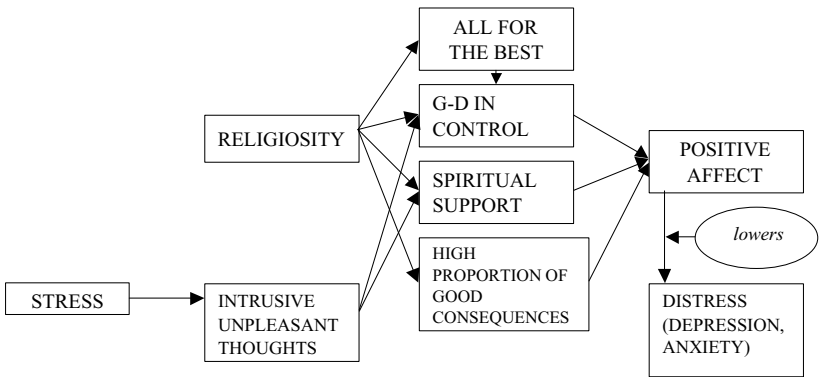 ALL FOR
THE BEST
G-D IN
CONTROL
RELIGIOSITY
POSITIVE
AFFECT
SPIRITUAL
SUPPORT
lowers
HIGH
PROPORTION OF
GOOD
CONSEQUENCES
STRESS
INTRUSIVE
UNPLEASANT
THOUGHTS
DISTRESS
(DEPRESSION,
ANXIETY)